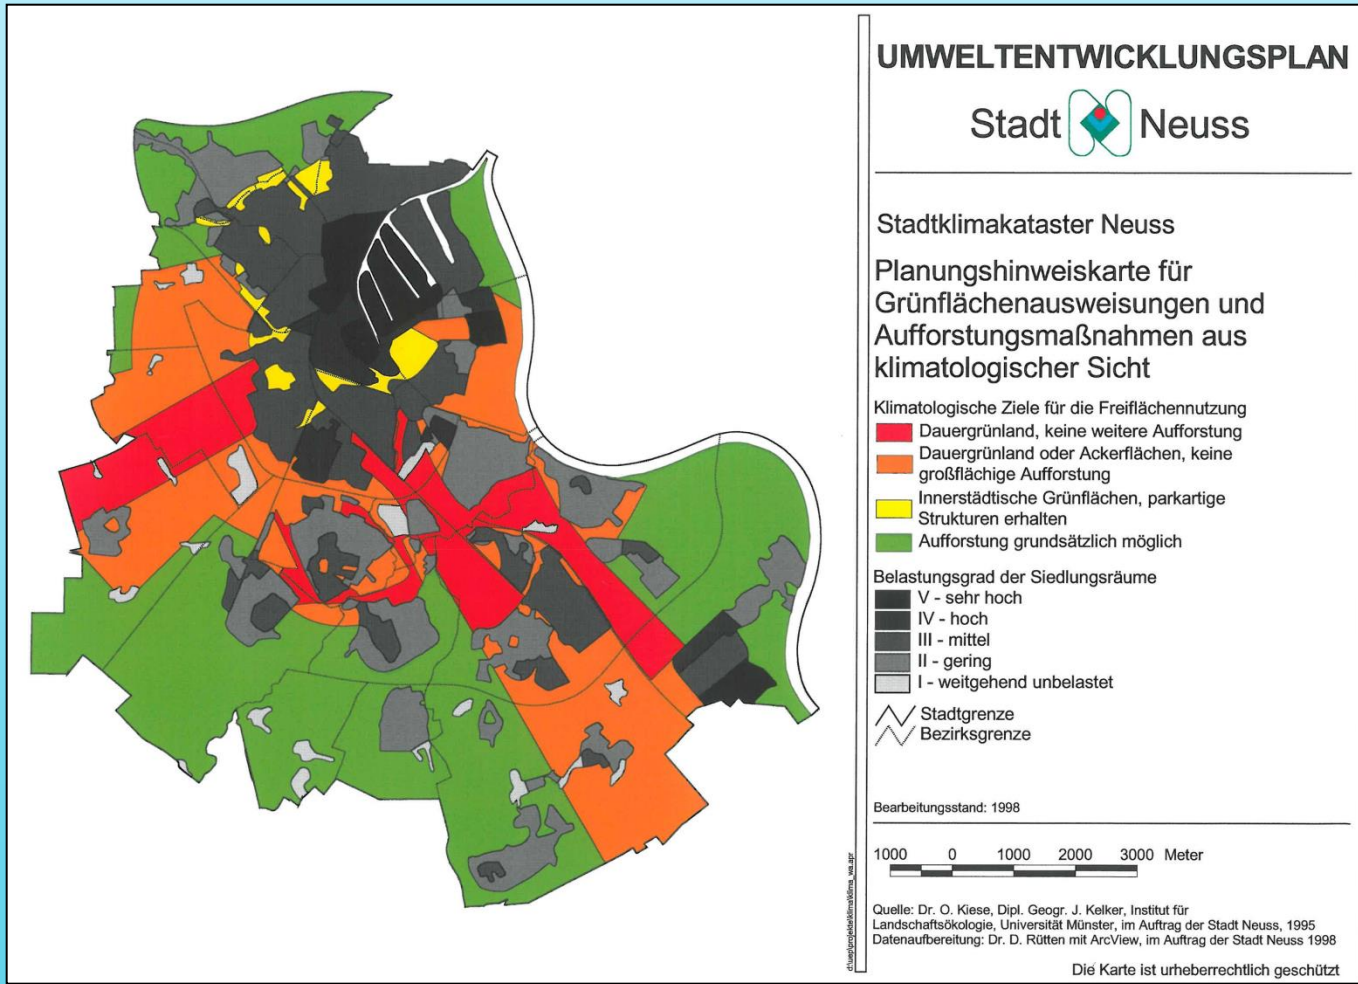 UMWELTENTWICKLUNGSPLAN
Stadt Neuss
Stadtklimakataster Neuss
Planungshinweiskarte für
Grünflächenausweisungen und
Aufforstungsmaßnahmen aus
klimatologischer Sicht
Klimatologische Ziele für die Freiflächennutzung
Dauergrünland, keine weitere Aufforstung
Dauergrünland oder Ackerflächen, keine
großflächige Aufforstung
Innerstädtische Grünflächen, parkartige
Strukturen erhalten
Aufforstung grundsätzlich möglich
Belastungsgrad der Siedlungsräume
V - sehr hoch
IV - hoch
III - mittel
II - gering
I - weitgehend unbelastet
Stadtgrenze
Bezirksgrenze
Bearbeitungsstand: 1998
1000 0 1000 2000 3000 Meter
Quelle: Dr. O. Kiese, Dipl. Geogr. J. Kelker, Institut für
Landschaftsökologie, Universität Münster, im Auftrag der Stadt Neuss, 1995
Datenaufbereitung: Dr. D. Rütten mit ArcView, im Auftrag der Stadt Neuss 1998
Die Karte ist urheberrechtlich geschützt